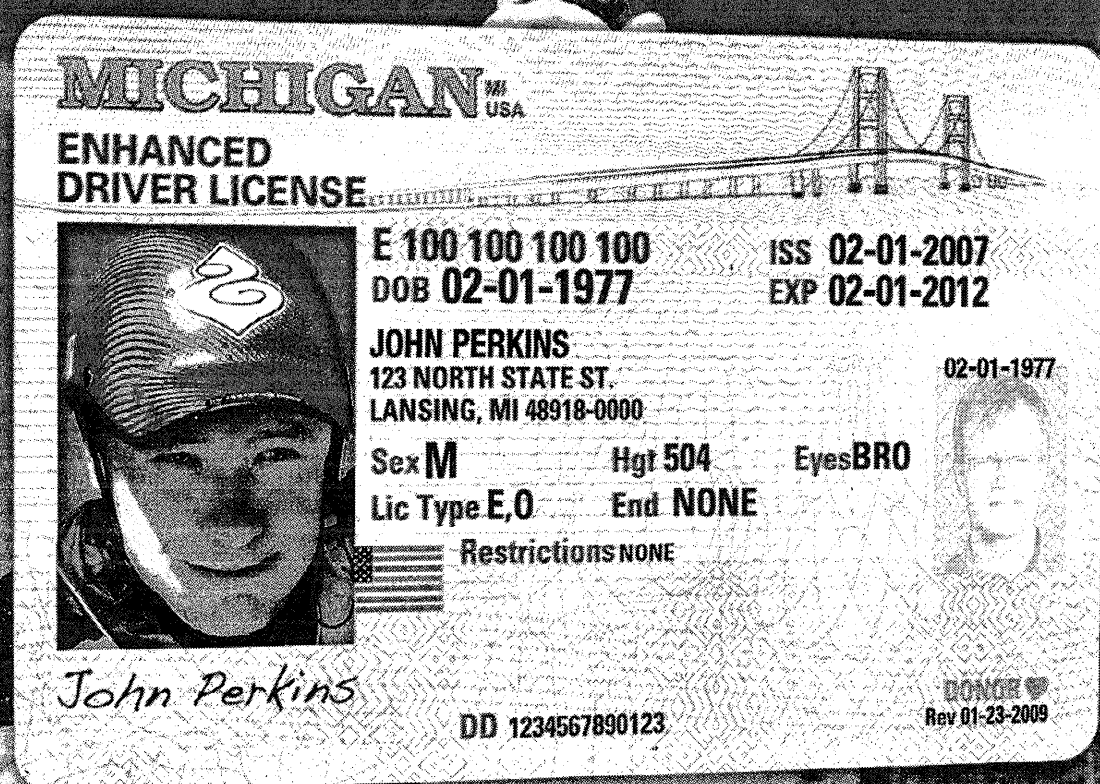 MICHIGAN MI USA
ENHANCED
DRIVER LICENSE
E 100 100 100 100 ISS 02-01-2007
DOB 02-01-1977 EXP 02-01-2012
JOHN PERKINS
123 NORTH STATE ST.
LANSING, MI 48918-0000
02-01-1977
Sex M Hgt 504 Eyes BRO
Lic Type E,O End NONE
Restrictions NONE
John Perkins
DONOR
Rev 01-23-2009
DD 1234567890123